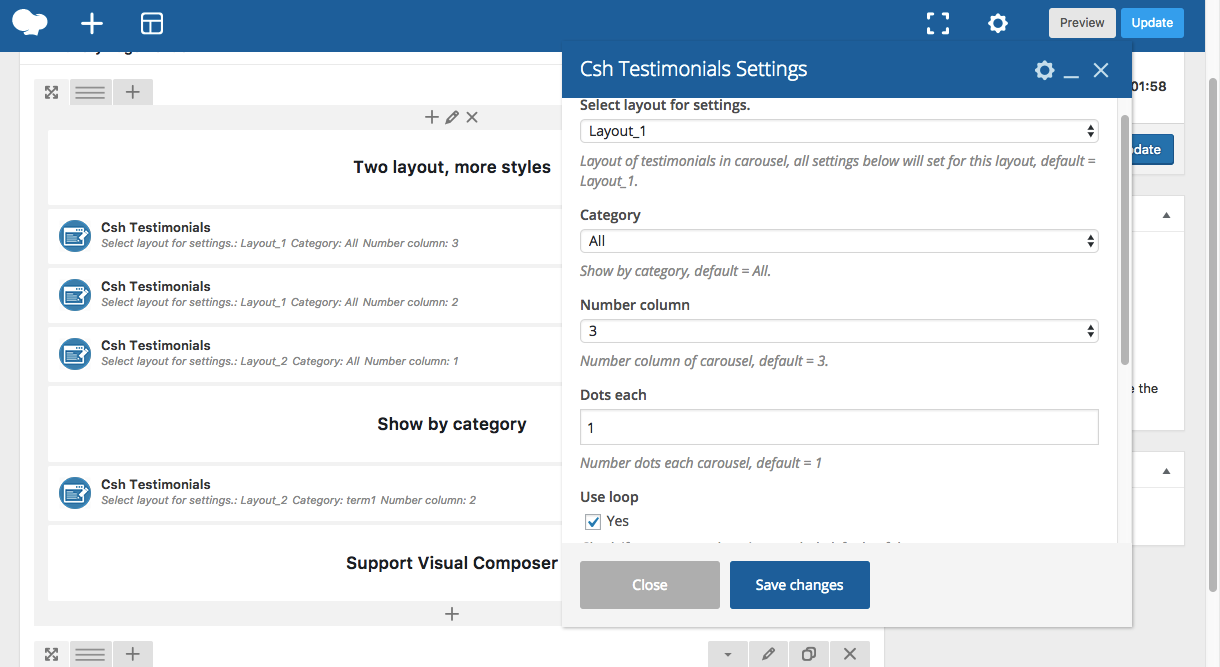 Preview
Update
Csh Testimonials Settings
01:58
Select layout for settings.
Layout_1
Layout of testimonials in carousel, all settings below will set for this layout, default =
Layout_1.
date
Two layout, more styles
Category
All
Show by category, default = All.
Csh Testimonials
Select layout for settings.: Layout_1 Category: All Number column: 3
Csh Testimonials
Select layout for settings.: Layout_1 Category: All Number column: 2
Number column
3
Number column of carousel, default = 3.
Csh Testimonials
Select layout for settings.: Layout_2 Category: All Number column: 1
Dots each
1
Number dots each carousel, default = 1
the
Show by category
Csh Testimonials
Select layout for settings.: Layout_2 Category: term1 Number column: 2
Use loop
Yes
Support Visual Composer
Close
Save changes